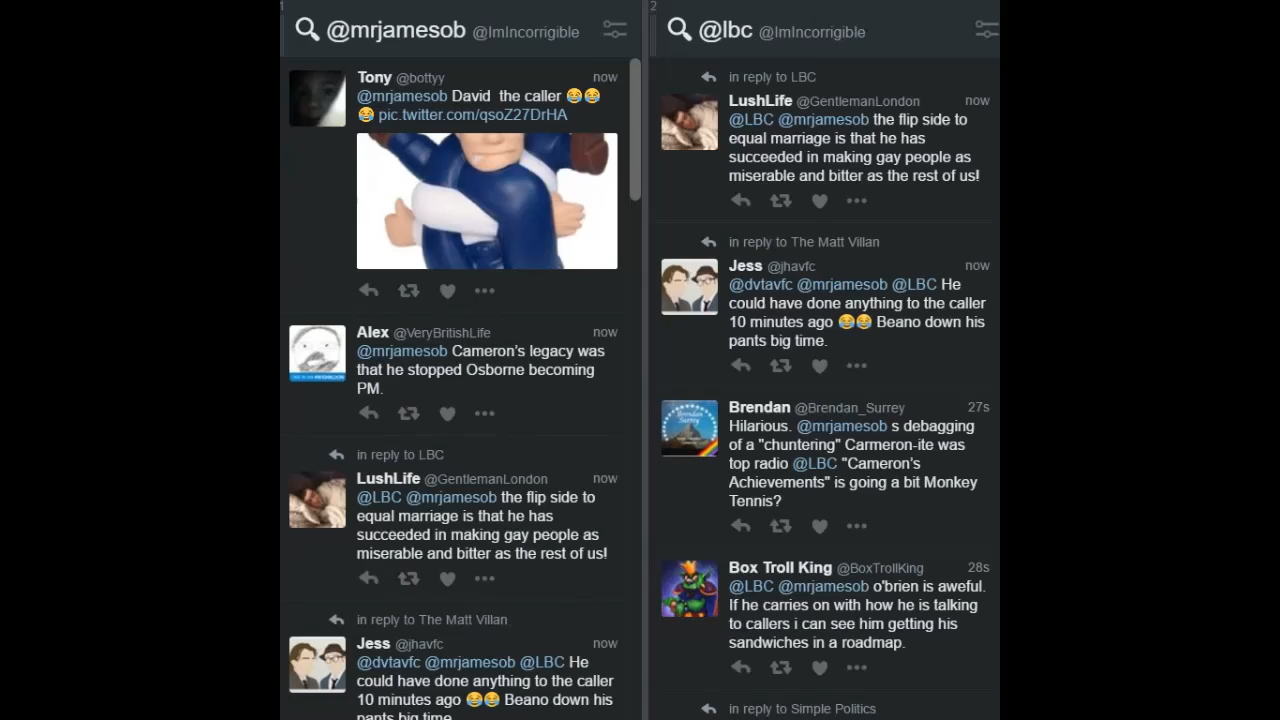 1
@mrjamesob @ImIncorrigible
Tony @bottyy now
@mrjamesob David the caller 😂😂
😂 pic.twitter.com/qsoZ27DrHA
Alex @VeryBritishLife now
@mrjamesob Cameron's legacy was
that he stopped Osborne becoming
PM.
in reply to LBC
LushLife @GentlemanLondon now
@LBC @mrjamesob the flip side to
equal marriage is that he has
succeeded in making gay people as
miserable and bitter as the rest of us!
in reply to The Matt Villan
Jess @jhavfc now
@dvtavfc @mrjamesob @LBC He
could have done anything to the caller
10 minutes ago 😂😂 Beano down his
pants big time.
2
@lbc @ImIncorrigible
in reply to LBC
LushLife @GentlemanLondon now
@LBC @mrjamesob the flip side to
equal marriage is that he has
succeeded in making gay people as
miserable and bitter as the rest of us!
in reply to The Matt Villan
Jess @jhavfc now
@dvtavfc @mrjamesob @LBC He
could have done anything to the caller
10 minutes ago 😂😂 Beano down his
pants big time.
Brendan @Brendan_Surrey 27s
Hilarious. @mrjamesob s debagging
of a "chuntering" Carmeron-ite was
top radio @LBC "Cameron's
Achievements" is going a bit Monkey
Tennis?
Box Troll King @BoxTrollKing 28s
@LBC @mrjamesob o'brien is aweful.
If he carries on with how he is talking
to callers i can see him getting his
sandwiches in a roadmap.
in reply to Simple Politics